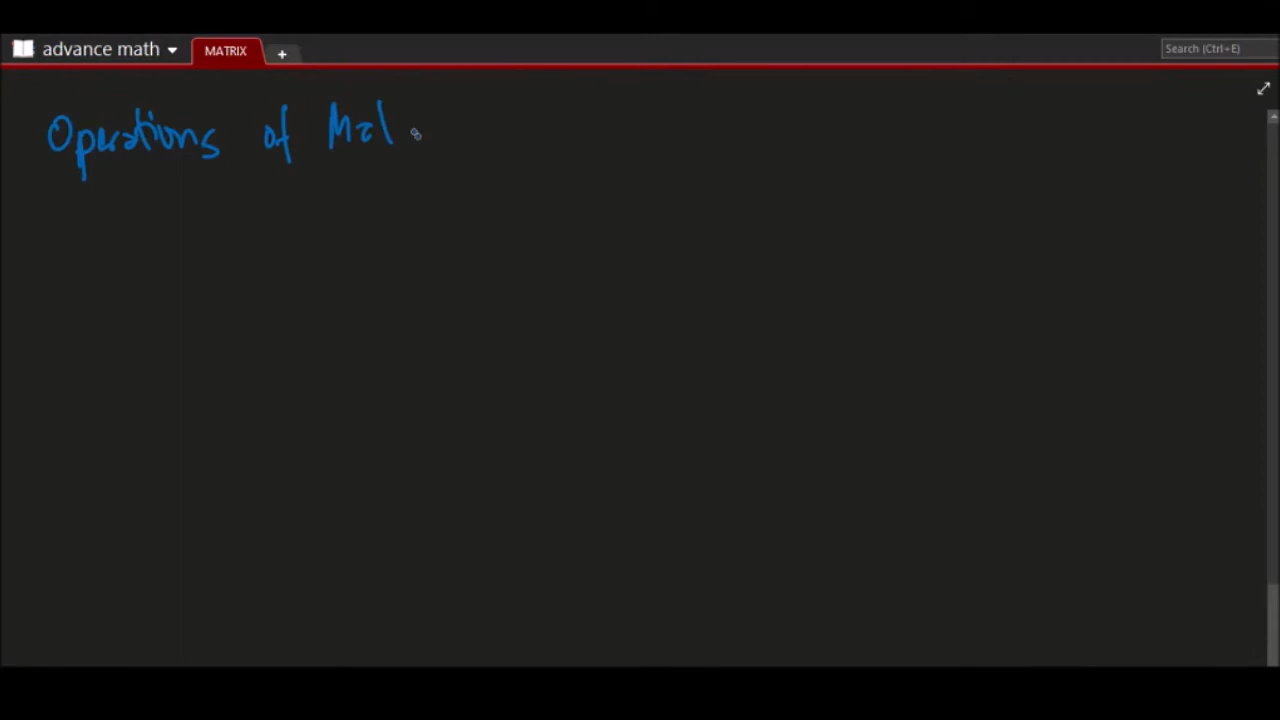 advance math
MATRIX
+
Search (Ctrl+E)
Operations of Mat